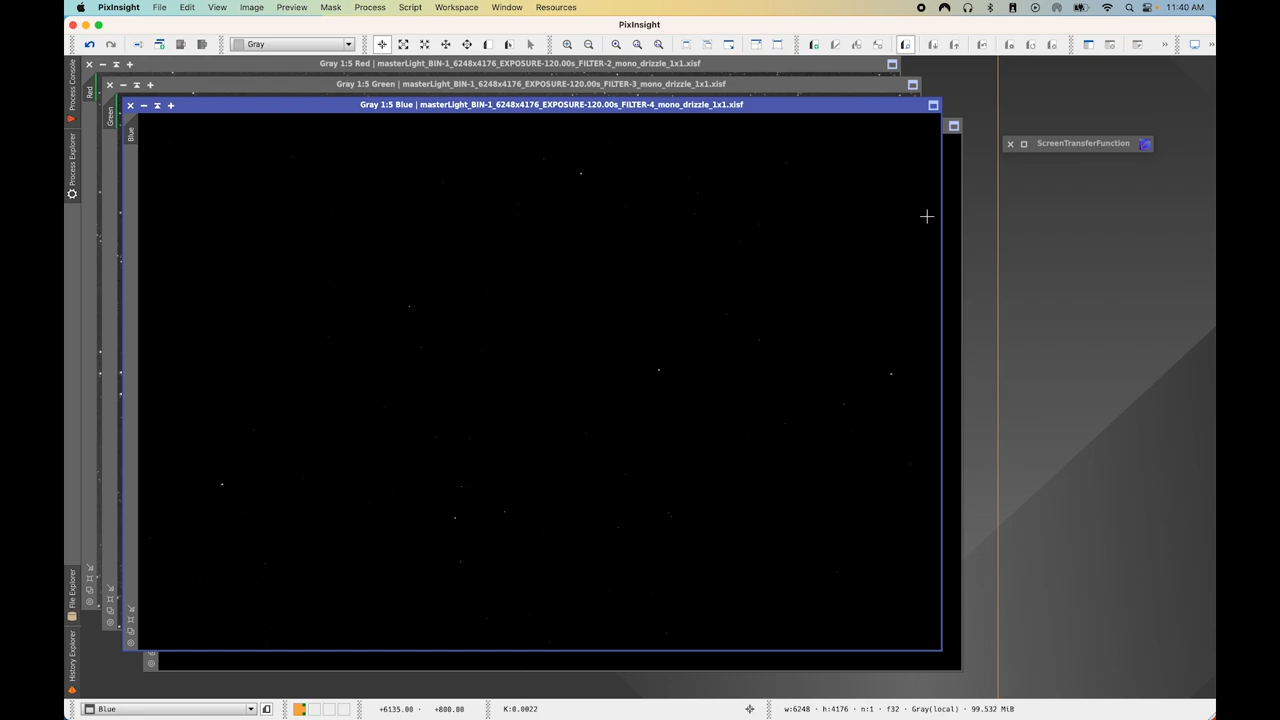 PixInsight File Edit View Image Preview Mask Process Script Workspace Window Resources 11:40 AM
PixInsight
Gray
Gray 1:5 Red | masterLight_BIN-1_6248x4176_EXPOSURE-120.00s_FILTER-2_mono_drizzle_1x1.xisf
Gray 1:5 Green | masterLight_BIN-1_6248x4176_EXPOSURE-120.00s_FILTER-3_mono_drizzle_1x1.xisf
Gray 1:5 Blue | masterLight_BIN-1_6248x4176_EXPOSURE-120.00s_FILTER-4_mono_drizzle_1x1.xisf
Process Console
Process Explorer
File Explorer
History Explorer
Red
Green
Blue
ScreenTransferFunction
Blue +6135.00 · +800.00 K:0.0022 w:6248 · h:4176 · n:1 · f32 · Gray(local) · 99.532 MiB